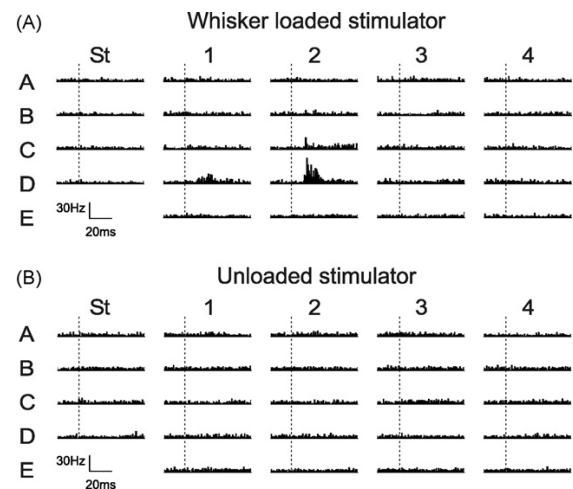 (A) Whisker loaded stimulator
St 1 2 3 4
A
B
C
D
30Hz
20ms
E
(B) Unloaded stimulator
St 1 2 3 4
A
B
C
D
30Hz
20ms
E